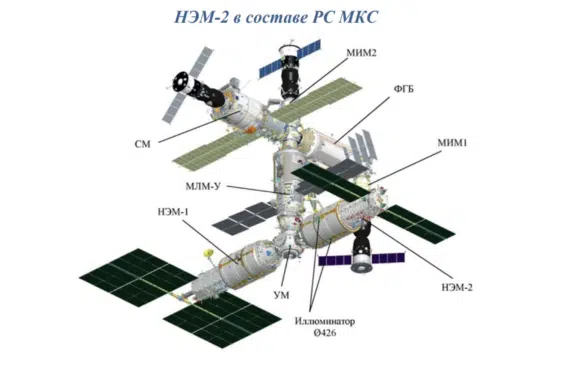 НЭМ-2 в составе РС МКС
МИМ2
ФГБ
СМ
МИМ1
МЛМ-У
НЭМ-1
НЭМ-2
УМ
Иллюминатор
Ø426